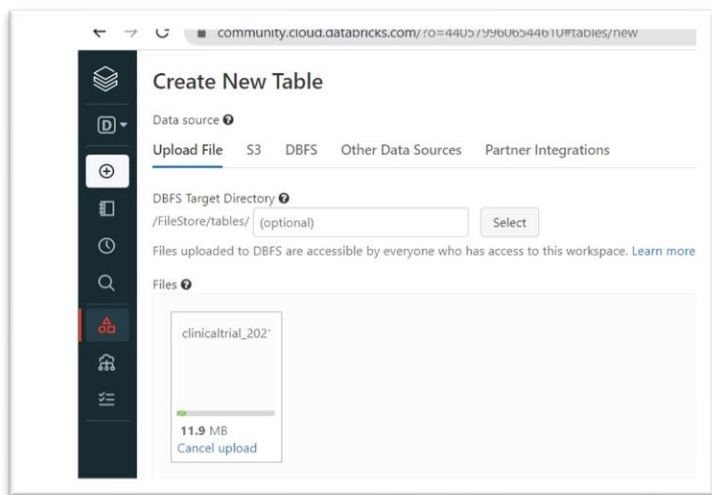 community.cloud.databricks.com/?o=4405799606544610#tables/new
Create New Table
D
Data source
Upload File S3 DBFS Other Data Sources Partner Integrations
DBFS Target Directory
/FileStore/tables/ (optional) Select
Files uploaded to DBFS are accessible by everyone who has access to this workspace. Learn more
Files
clinicaltrial_202
11.9 MB
Cancel upload